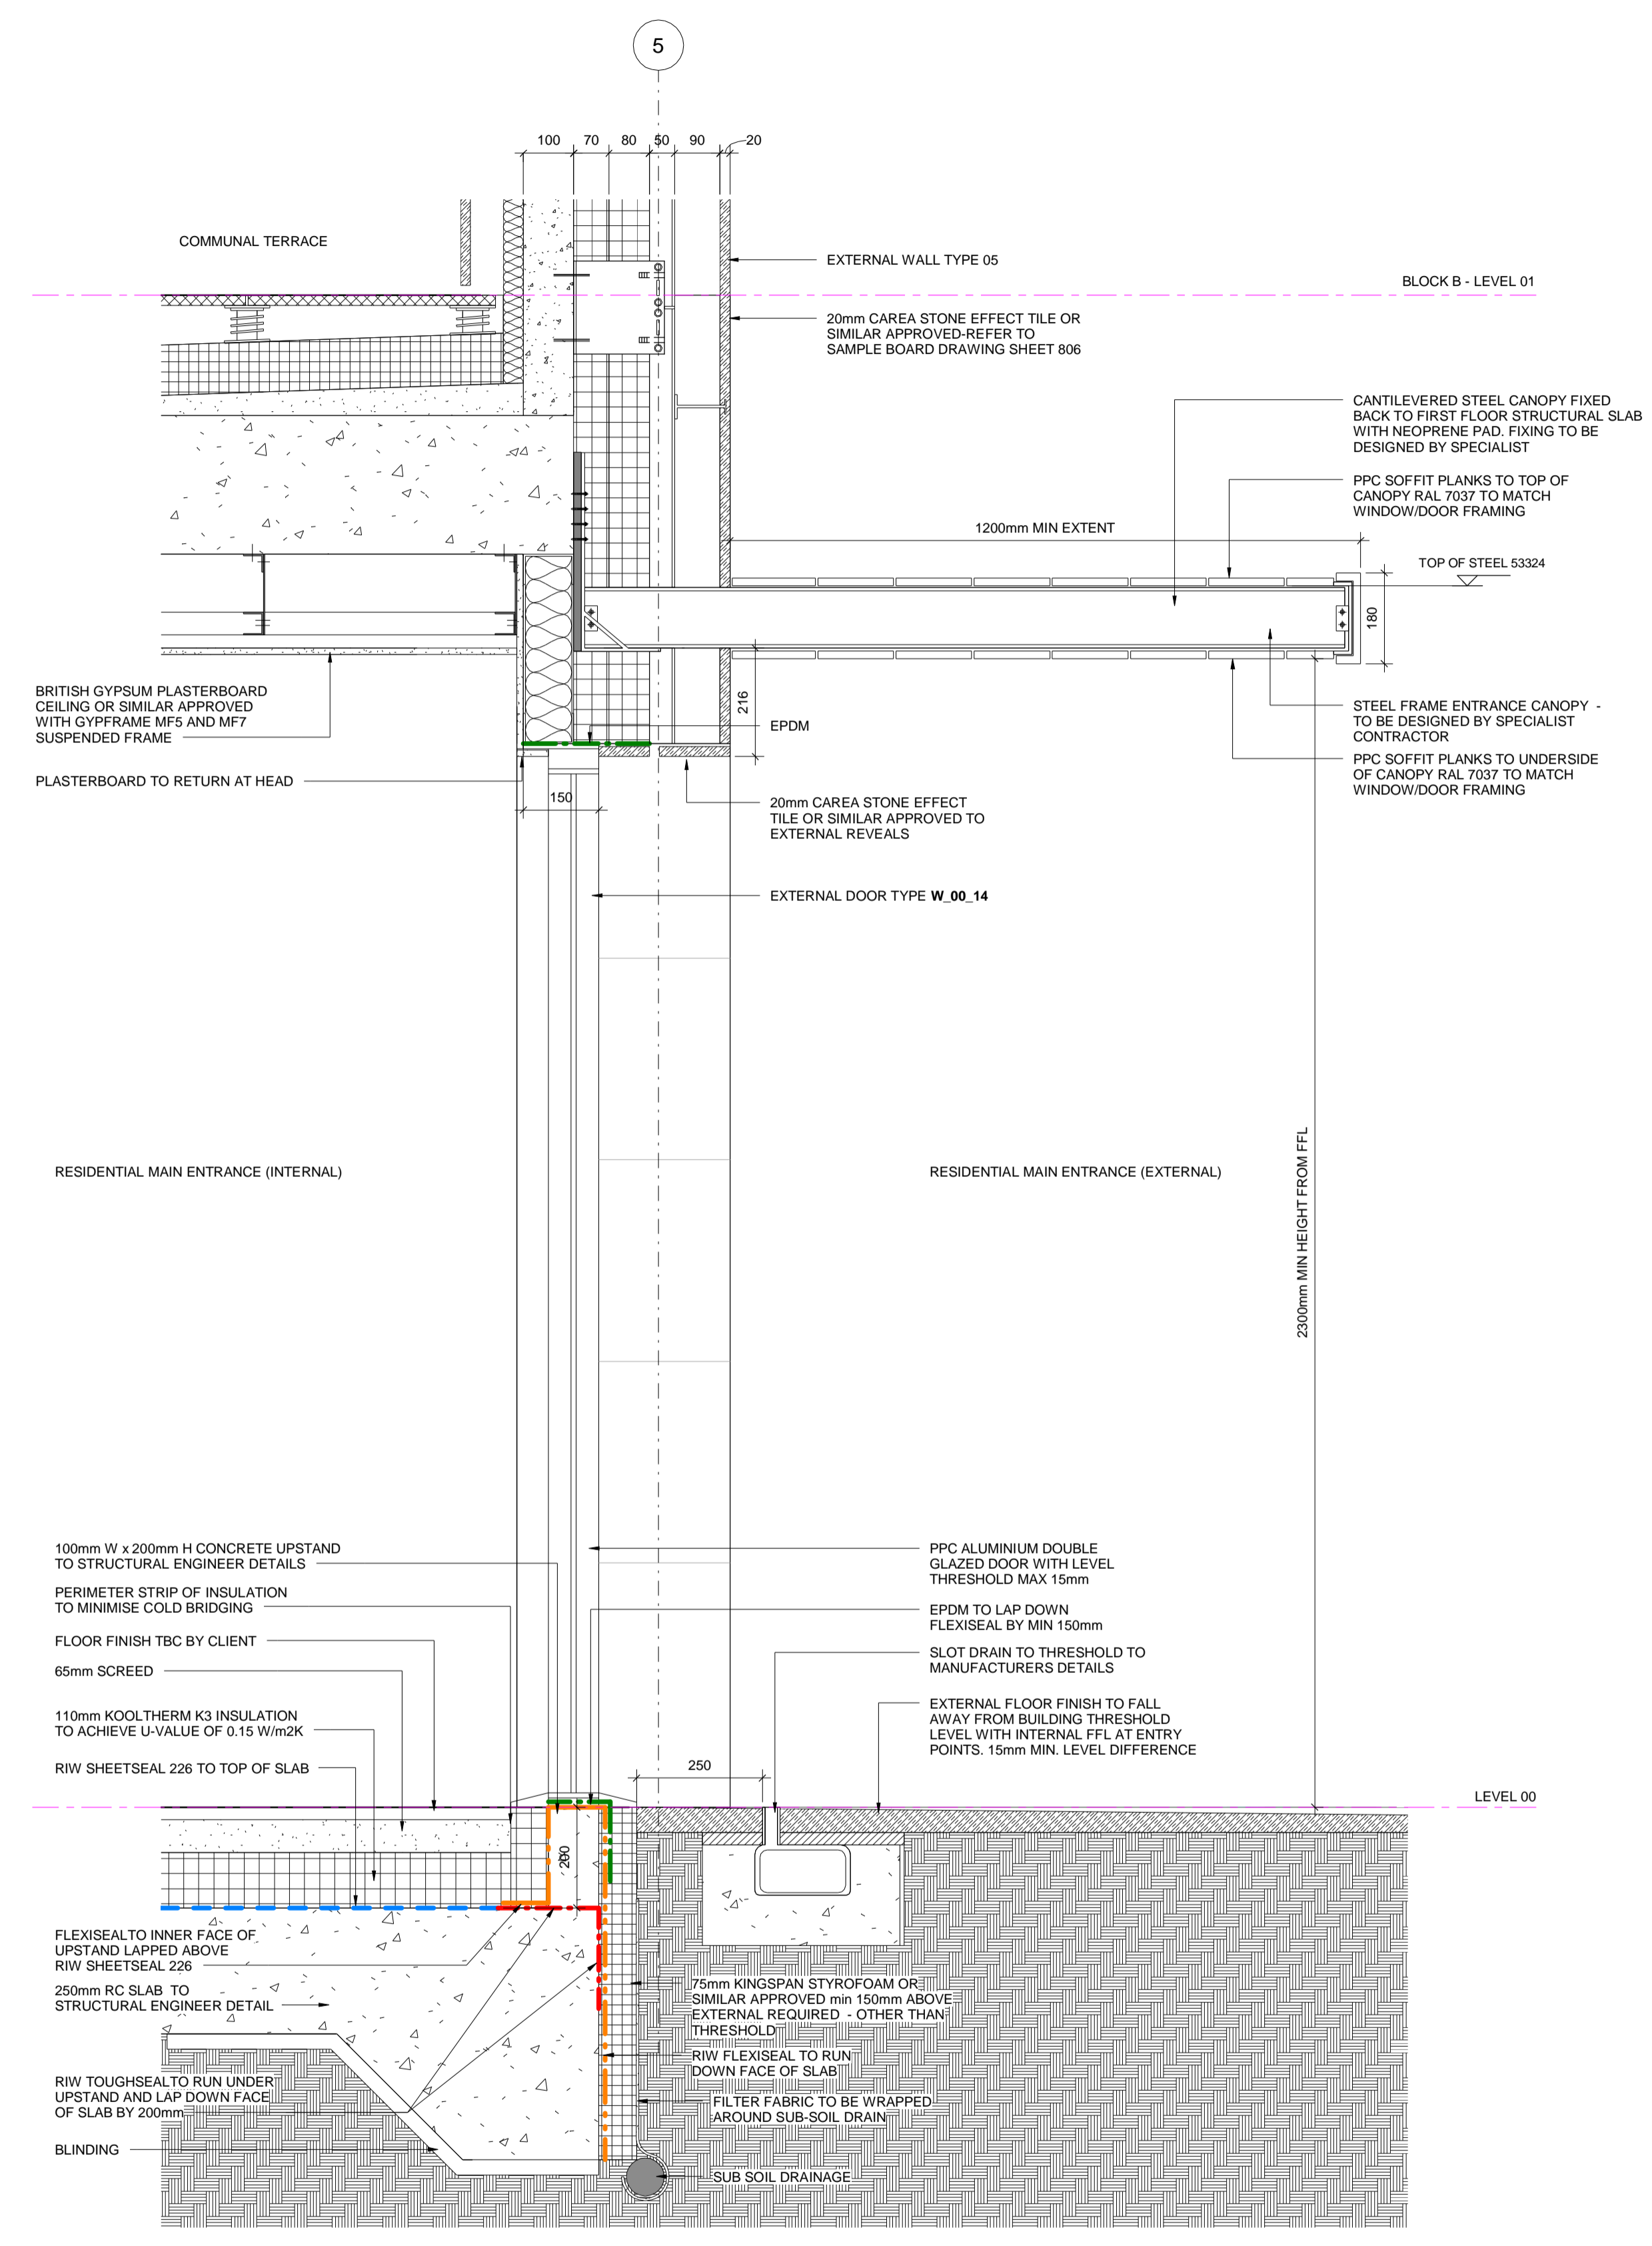 5
100
70
80
50
90
20
COMMUNAL TERRACE
EXTERNAL WALL TYPE 05
BLOCK B - LEVEL 01
20mm CAREA STONE EFFECT TILE OR
SIMILAR APPROVED-REFER TO
SAMPLE BOARD DRAWING SHEET 806
CANTILEVERED STEEL CANOPY FIXED
BACK TO FIRST FLOOR STRUCTURAL SLAB
WITH NEOPRENE PAD. FIXING TO BE
DESIGNED BY SPECIALIST
PPC SOFFIT PLANKS TO TOP OF
CANOPY RAL 7037 TO MATCH
WINDOW/DOOR FRAMING
1200mm MIN EXTENT
TOP OF STEEL 53324
180
BRITISH GYPSUM PLASTERBOARD
CEILING OR SIMILAR APPROVED
WITH GYPFRAME MF5 AND MF7
SUSPENDED FRAME
216
EPDM
STEEL FRAME ENTRANCE CANOPY -
TO BE DESIGNED BY SPECIALIST
CONTRACTOR
PLASTERBOARD TO RETURN AT HEAD
PPC SOFFIT PLANKS TO UNDERSIDE
OF CANOPY RAL 7037 TO MATCH
WINDOW/DOOR FRAMING
150
20mm CAREA STONE EFFECT
TILE OR SIMILAR APPROVED TO
EXTERNAL REVEALS
EXTERNAL DOOR TYPE W_00_14
RESIDENTIAL MAIN ENTRANCE (INTERNAL)
RESIDENTIAL MAIN ENTRANCE (EXTERNAL)
2300mm MIN HEIGHT FROM FFL
100mm W x 200mm H CONCRETE UPSTAND
TO STRUCTURAL ENGINEER DETAILS
PERIMETER STRIP OF INSULATION
TO MINIMISE COLD BRIDGING
FLOOR FINISH TBC BY CLIENT
65mm SCREED
110mm KOOLTHERM K3 INSULATION
TO ACHIEVE U-VALUE OF 0.15 W/m2K
RIW SHEETSEAL 226 TO TOP OF SLAB
PPC ALUMINIUM DOUBLE
GLAZED DOOR WITH LEVEL
THRESHOLD MAX 15mm
EPDM TO LAP DOWN
FLEXISEAL BY MIN 150mm
SLOT DRAIN TO THRESHOLD TO
MANUFACTURERS DETAILS
EXTERNAL FLOOR FINISH TO FALL
AWAY FROM BUILDING THRESHOLD
LEVEL WITH INTERNAL FFL AT ENTRY
POINTS. 15mm MIN. LEVEL DIFFERENCE
250
LEVEL 00
200
FLEXISEALTO INNER FACE OF
UPSTAND LAPPED ABOVE
RIW SHEETSEAL 226
250mm RC SLAB TO
STRUCTURAL ENGINEER DETAIL
RIW TOUGHSEALTO RUN UNDER
UPSTAND AND LAP DOWN FACE
OF SLAB BY 200mm
BLINDING
75mm KINGSPAN STYROFOAM OR
SIMILAR APPROVED min 150mm ABOVE
EXTERNAL REQUIRED - OTHER THAN
THRESHOLD
RIW FLEXISEAL TO RUN
DOWN FACE OF SLAB
FILTER FABRIC TO BE WRAPPED
AROUND SUB-SOIL DRAIN
SUB SOIL DRAINAGE